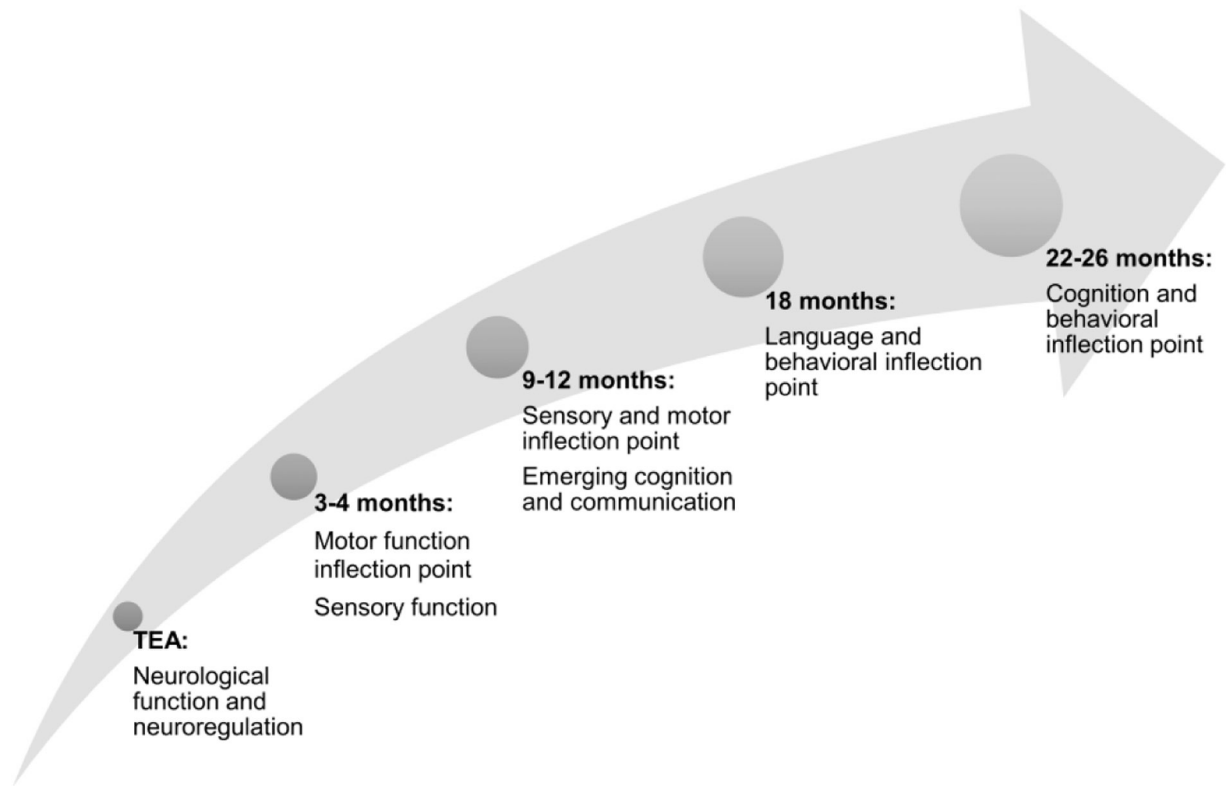 TEA:
Neurological
function and
neuroregulation
3-4 months:
Motor function
inflection point
Sensory function
9-12 months:
Sensory and motor
inflection point
Emerging cognition
and communication
18 months:
Language and
behavioral inflection
point
22-26 months:
Cognition and
behavioral
inflection point